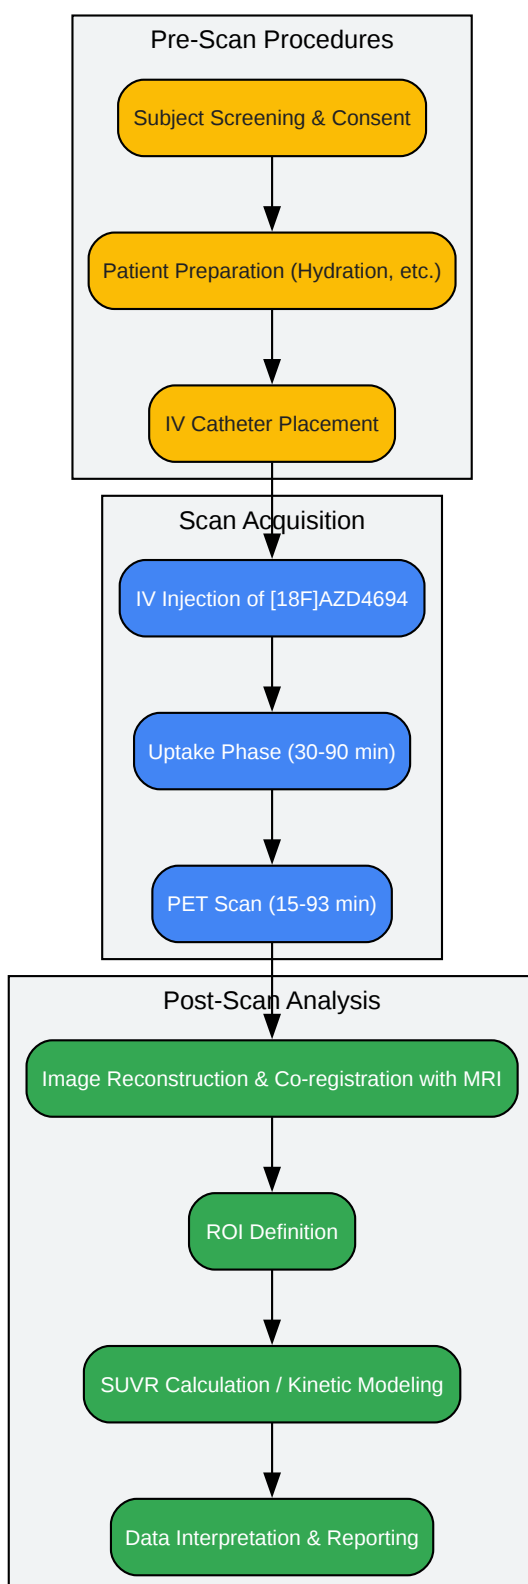 Pre-Scan Procedures
Subject Screening & Consent
Patient Preparation (Hydration, etc.)
IV Catheter Placement
Scan Acquisition
IV Injection of [18F]AZD4694
Uptake Phase (30-90 min)
PET Scan (15-93 min)
Post-Scan Analysis
Image Reconstruction & Co-registration with MRI
ROI Definition
SUVR Calculation / Kinetic Modeling
Data Interpretation & Reporting